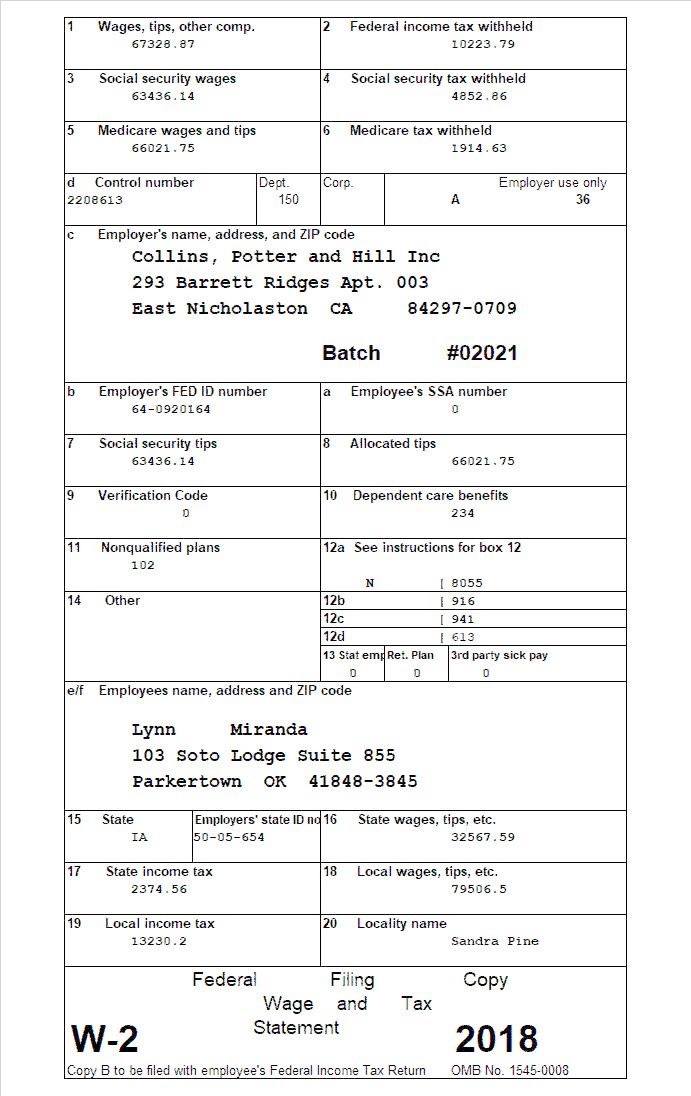 1 Wages, tips, other comp. 2 Federal income tax withheld
67328.87 10223.79
3 Social security wages 4 Social security tax withheld
63436.14 4852.86
5 Medicare wages and tips 6 Medicare tax withheld
66021.75 1914.63
d Control number Dept. Corp. Employer use only
2208613 150 A 36
c Employer's name, address, and ZIP code
Collins, Potter and Hill Inc
293 Barrett Ridges Apt. 003
East Nicholaston CA 84297-0709
Batch #02021
b Employer's FED ID number a Employee's SSA number
64-0920164 0
7 Social security tips 8 Allocated tips
63436.14 66021.75
9 Verification Code 10 Dependent care benefits
0 234
11 Nonqualified plans 12a See instructions for box 12
102
N [ 8055
14 Other 12b [ 916
12c [ 941
12d [ 613
13 Stat emp Ret. Plan 3rd party sick pay
0 0 0
e/f Employees name, address and ZIP code
Lynn Miranda
103 Soto Lodge Suite 855
Parkertown OK 41848-3845
15 State Employers' state ID no 16 State wages, tips, etc.
IA 50-05-654 32567.59
17 State income tax 18 Local wages, tips, etc.
2374.56 79506.5
19 Local income tax 20 Locality name
13230.2 Sandra Pine
Federal Filing Copy
Wage and Tax
Statement
W-2 2018
Copy B to be filed with employee's Federal Income Tax Return OMB No. 1545-0008